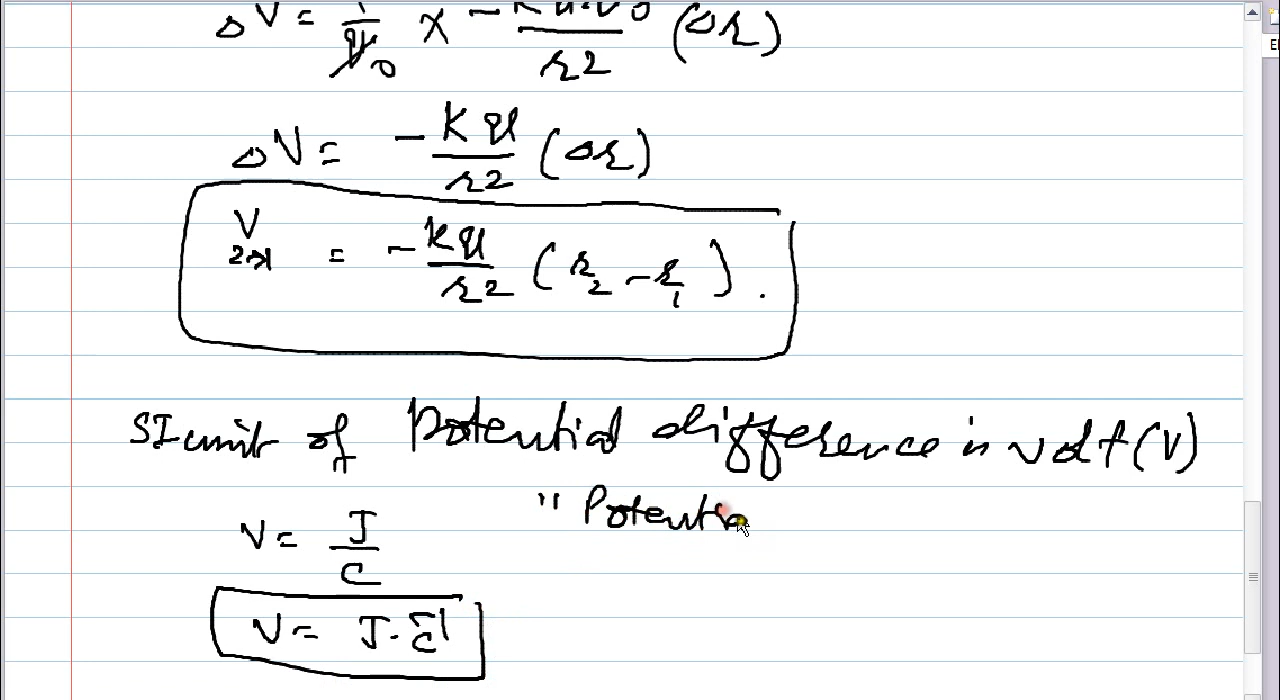 ΔV = 1/q₀ × -kq.q₀/r² (Δr)
ΔV = -kq/r² (Δr)
V₂→₁ = -kq/r² (r₂ - r₁).
SI unit of Potential difference is volt (V)
" Potentia
V = J/C
V = J·C⁻¹